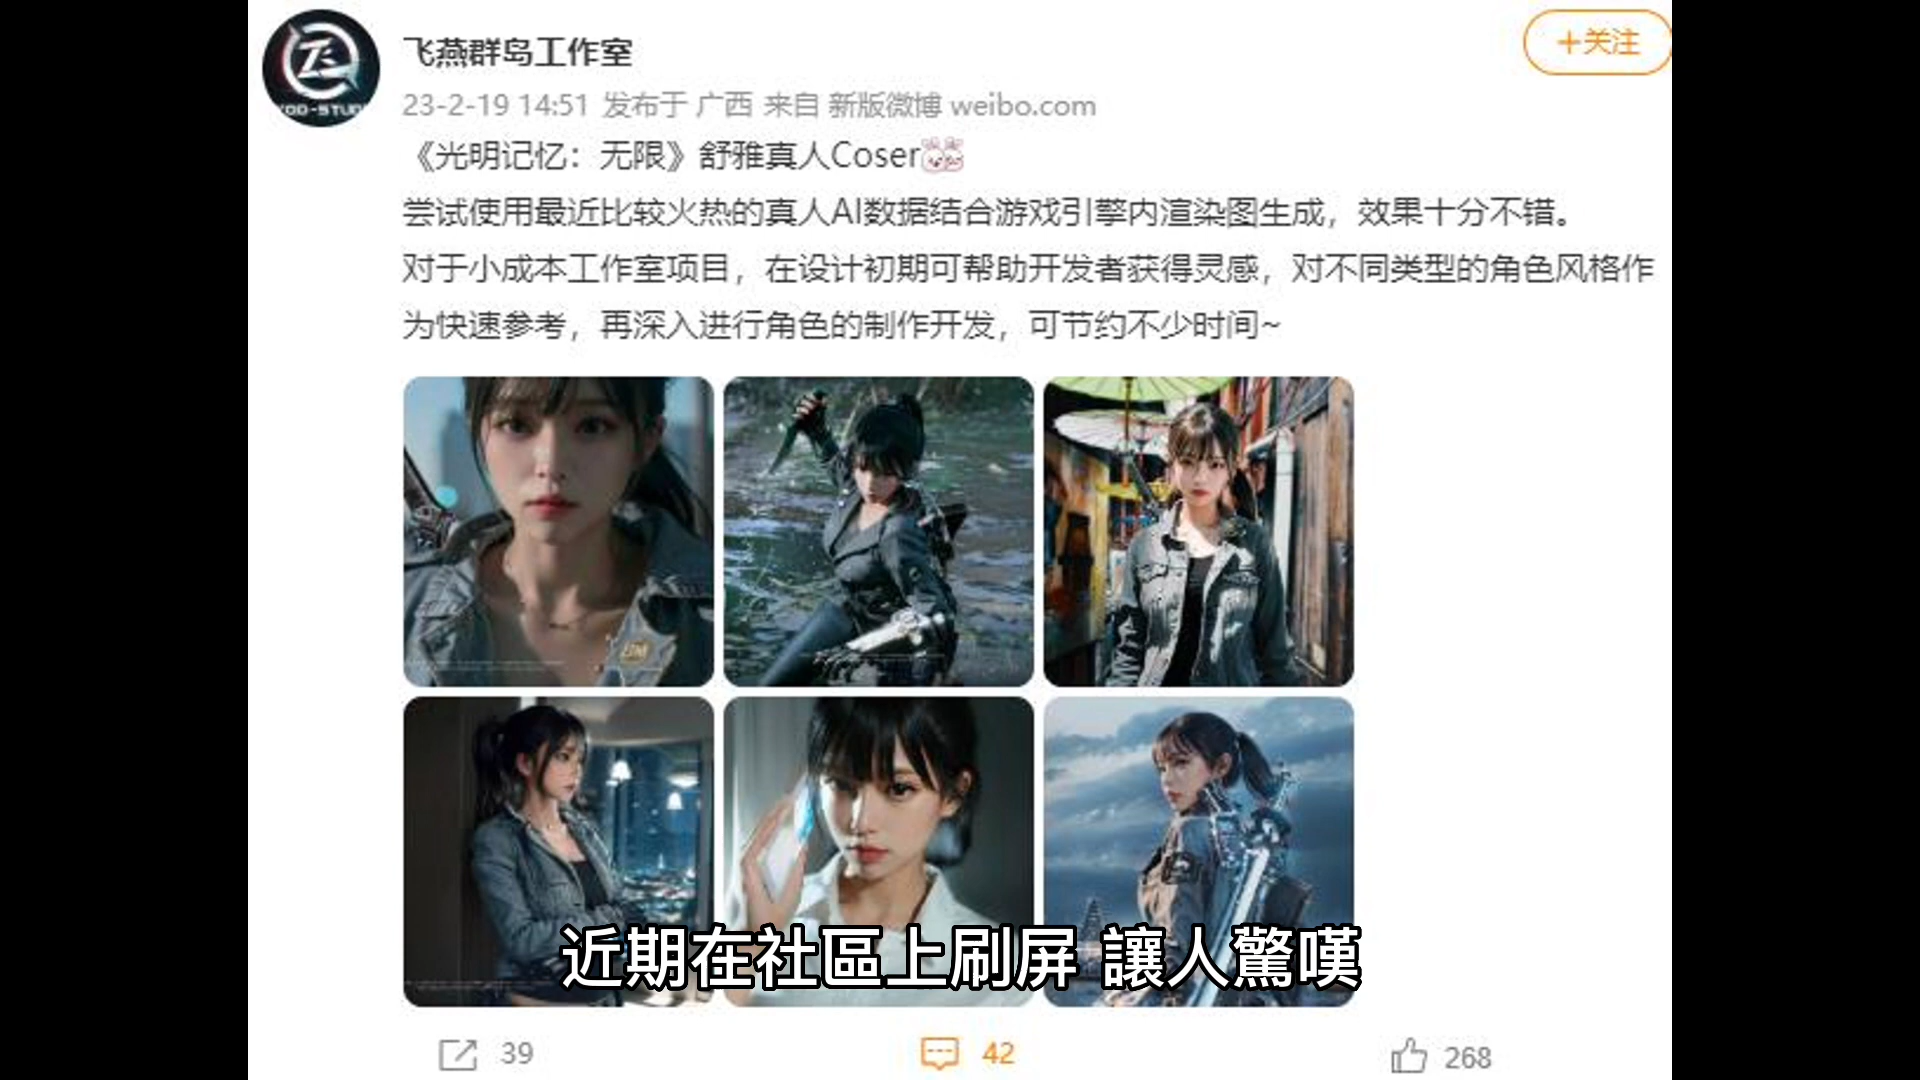 飞燕群岛工作室
+关注
23-2-19 14:51 发布于 广西 来自 新版微博 weibo.com
《光明记忆：无限》舒雅真人Coser
尝试使用最近比较火热的真人AI数据结合游戏引擎内渲染图生成，效果十分不错。
对于小成本工作室项目，在设计初期可帮助开发者获得灵感，对不同类型的角色风格作
为快速参考，再深入进行角色的制作开发，可节约不少时间~
近期在社區上刷屏 讓人驚嘆
39
42
268